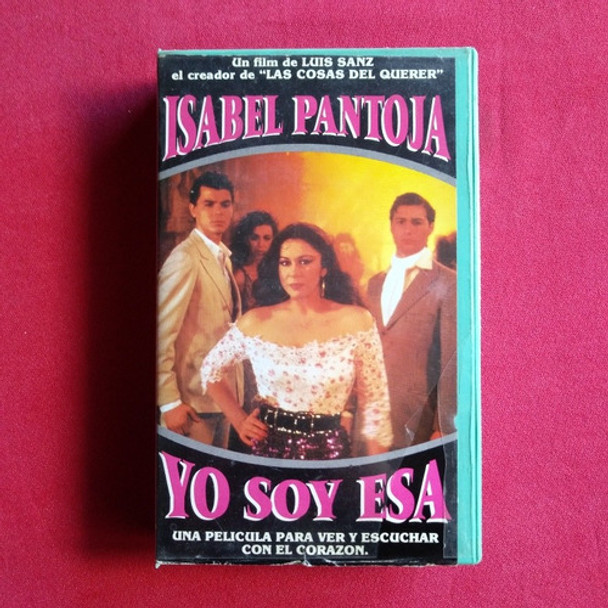 Un film de LUIS SANZ
el creador de "LAS COSAS DEL QUERER"
ISABEL PANTOJA
YO SOY ESA
UNA PELICULA PARA VER Y ESCUCHAR
CON EL CORAZON.